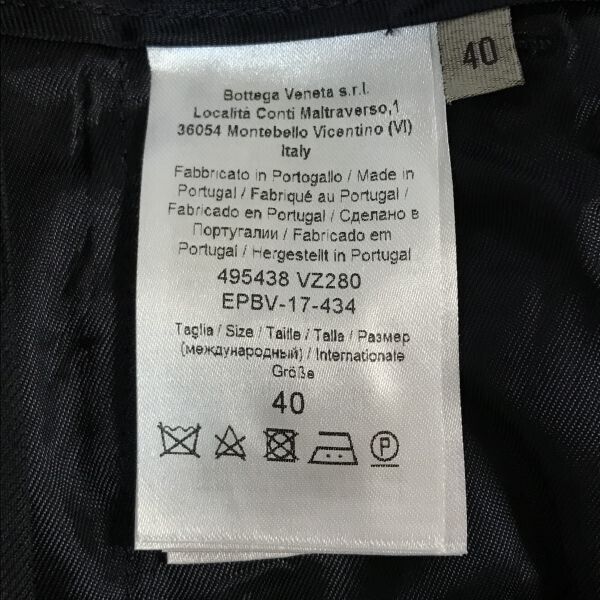 40
Bottega Veneta s.r.l.
Località Conti Maltraverso,1
36054 Montebello Vicentino (VI)
Italy
Fabbricato in Portogallo / Made in
Portugal / Fabriqué au Portugal /
Fabricado en Portugal / Сделано в
Португалии / Fabricado em
Portugal / Hergestellt in Portugal
495438 VZ280
EPBV-17-434
Taglia / Size / Taille / Talla / Размер
(международный) / Internationale
Größe
40
P